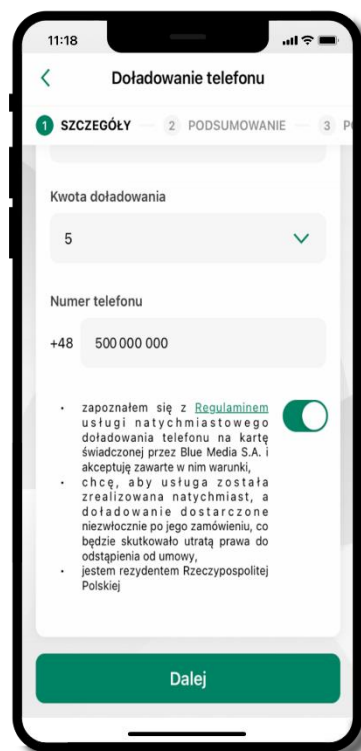 11:18
Doładowanie telefonu
1 SZCZEGÓŁY 2 PODSUMOWANIE 3
Kwota doładowania
5
Numer telefonu
+48 500 000 000
• zapoznałem się z Regulaminem
usługi natychmiastowego
doładowania telefonu na kartę
świadczonej przez Blue Media S.A. i
akceptuję zawarte w nim warunki,
• chcę, aby usługa została
zrealizowana natychmiast, a
doładowanie dostarczone
niezwłocznie po jego zamówieniu, co
będzie skutkowało utratą prawa do
odstąpienia od umowy,
• jestem rezydentem Rzeczypospolitej
Polskiej
Dalej